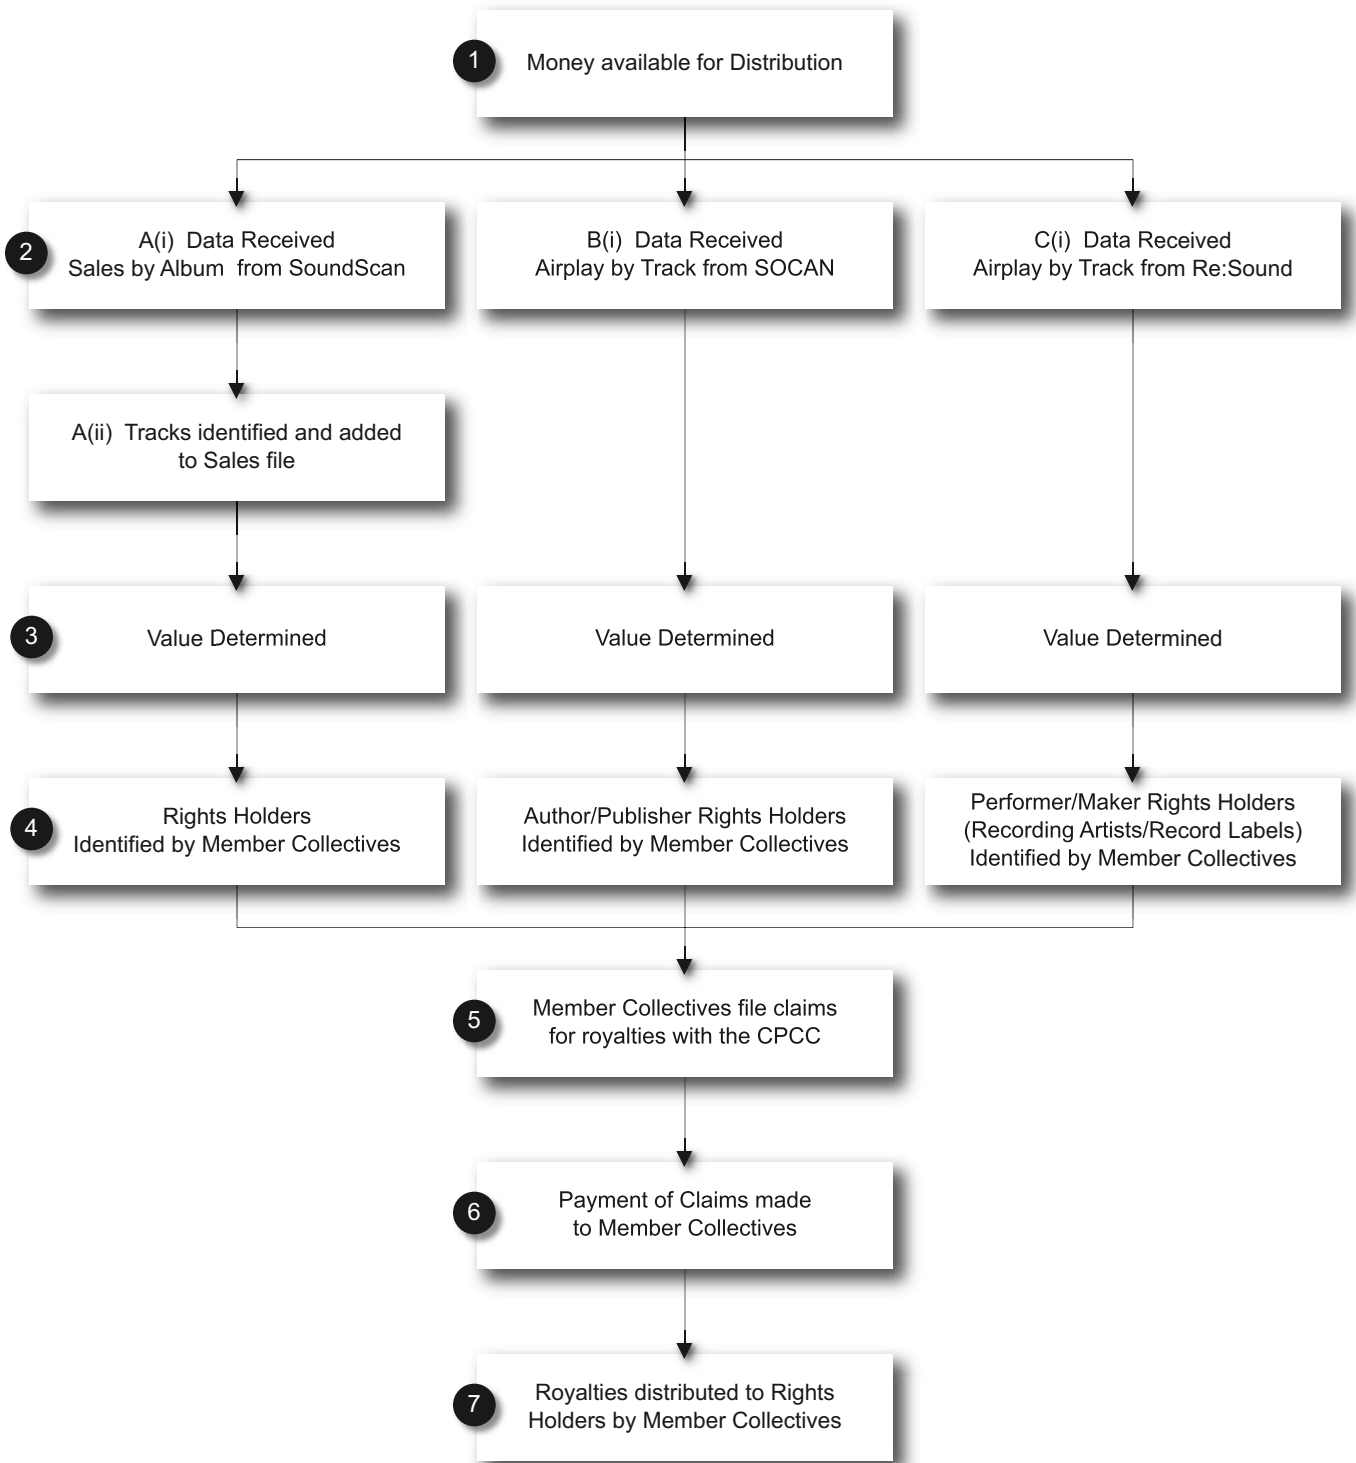 1
Money available for Distribution
2
A(i) Data Received
Sales by Album from SoundScan
B(i) Data Received
Airplay by Track from SOCAN
C(i) Data Received
Airplay by Track from Re:Sound
A(ii) Tracks identified and added
to Sales file
3
Value Determined
Value Determined
Value Determined
4
Rights Holders
Identified by Member Collectives
Author/Publisher Rights Holders
Identified by Member Collectives
Performer/Maker Rights Holders
(Recording Artists/Record Labels)
Identified by Member Collectives
5
Member Collectives file claims
for royalties with the CPCC
6
Payment of Claims made
to Member Collectives
7
Royalties distributed to Rights
Holders by Member Collectives